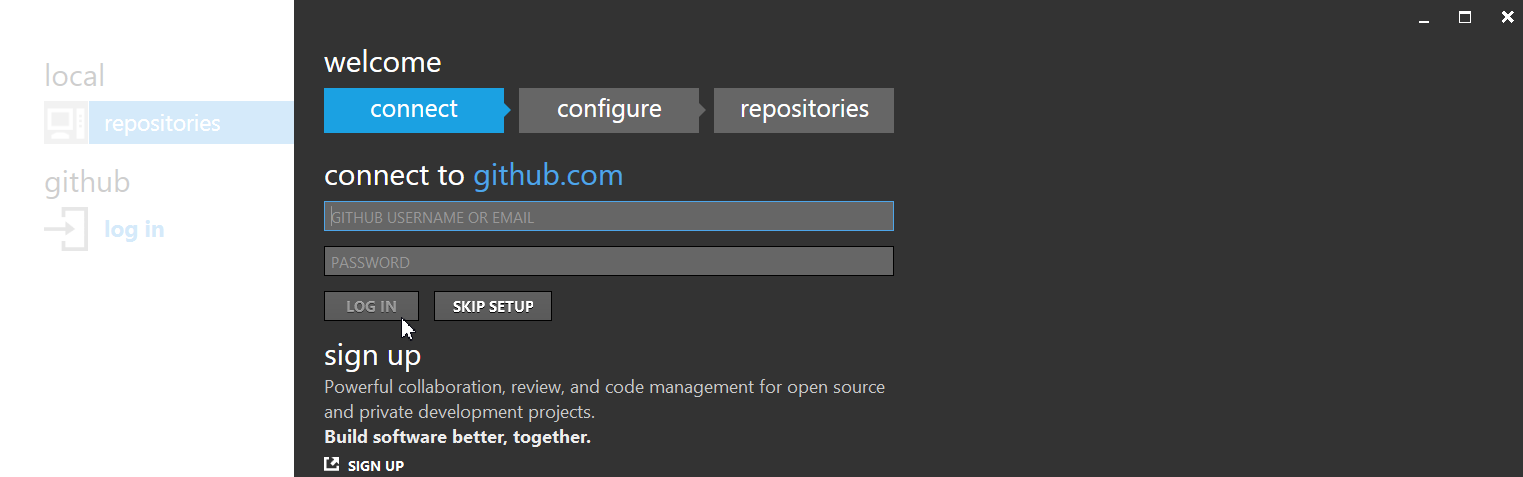 local
repositories
github
log in
welcome
connect
configure
repositories
connect to github.com
GITHUB USERNAME OR EMAIL
PASSWORD
LOG IN
SKIP SETUP
sign up
Powerful collaboration, review, and code management for open source
and private development projects.
Build software better, together.
SIGN UP